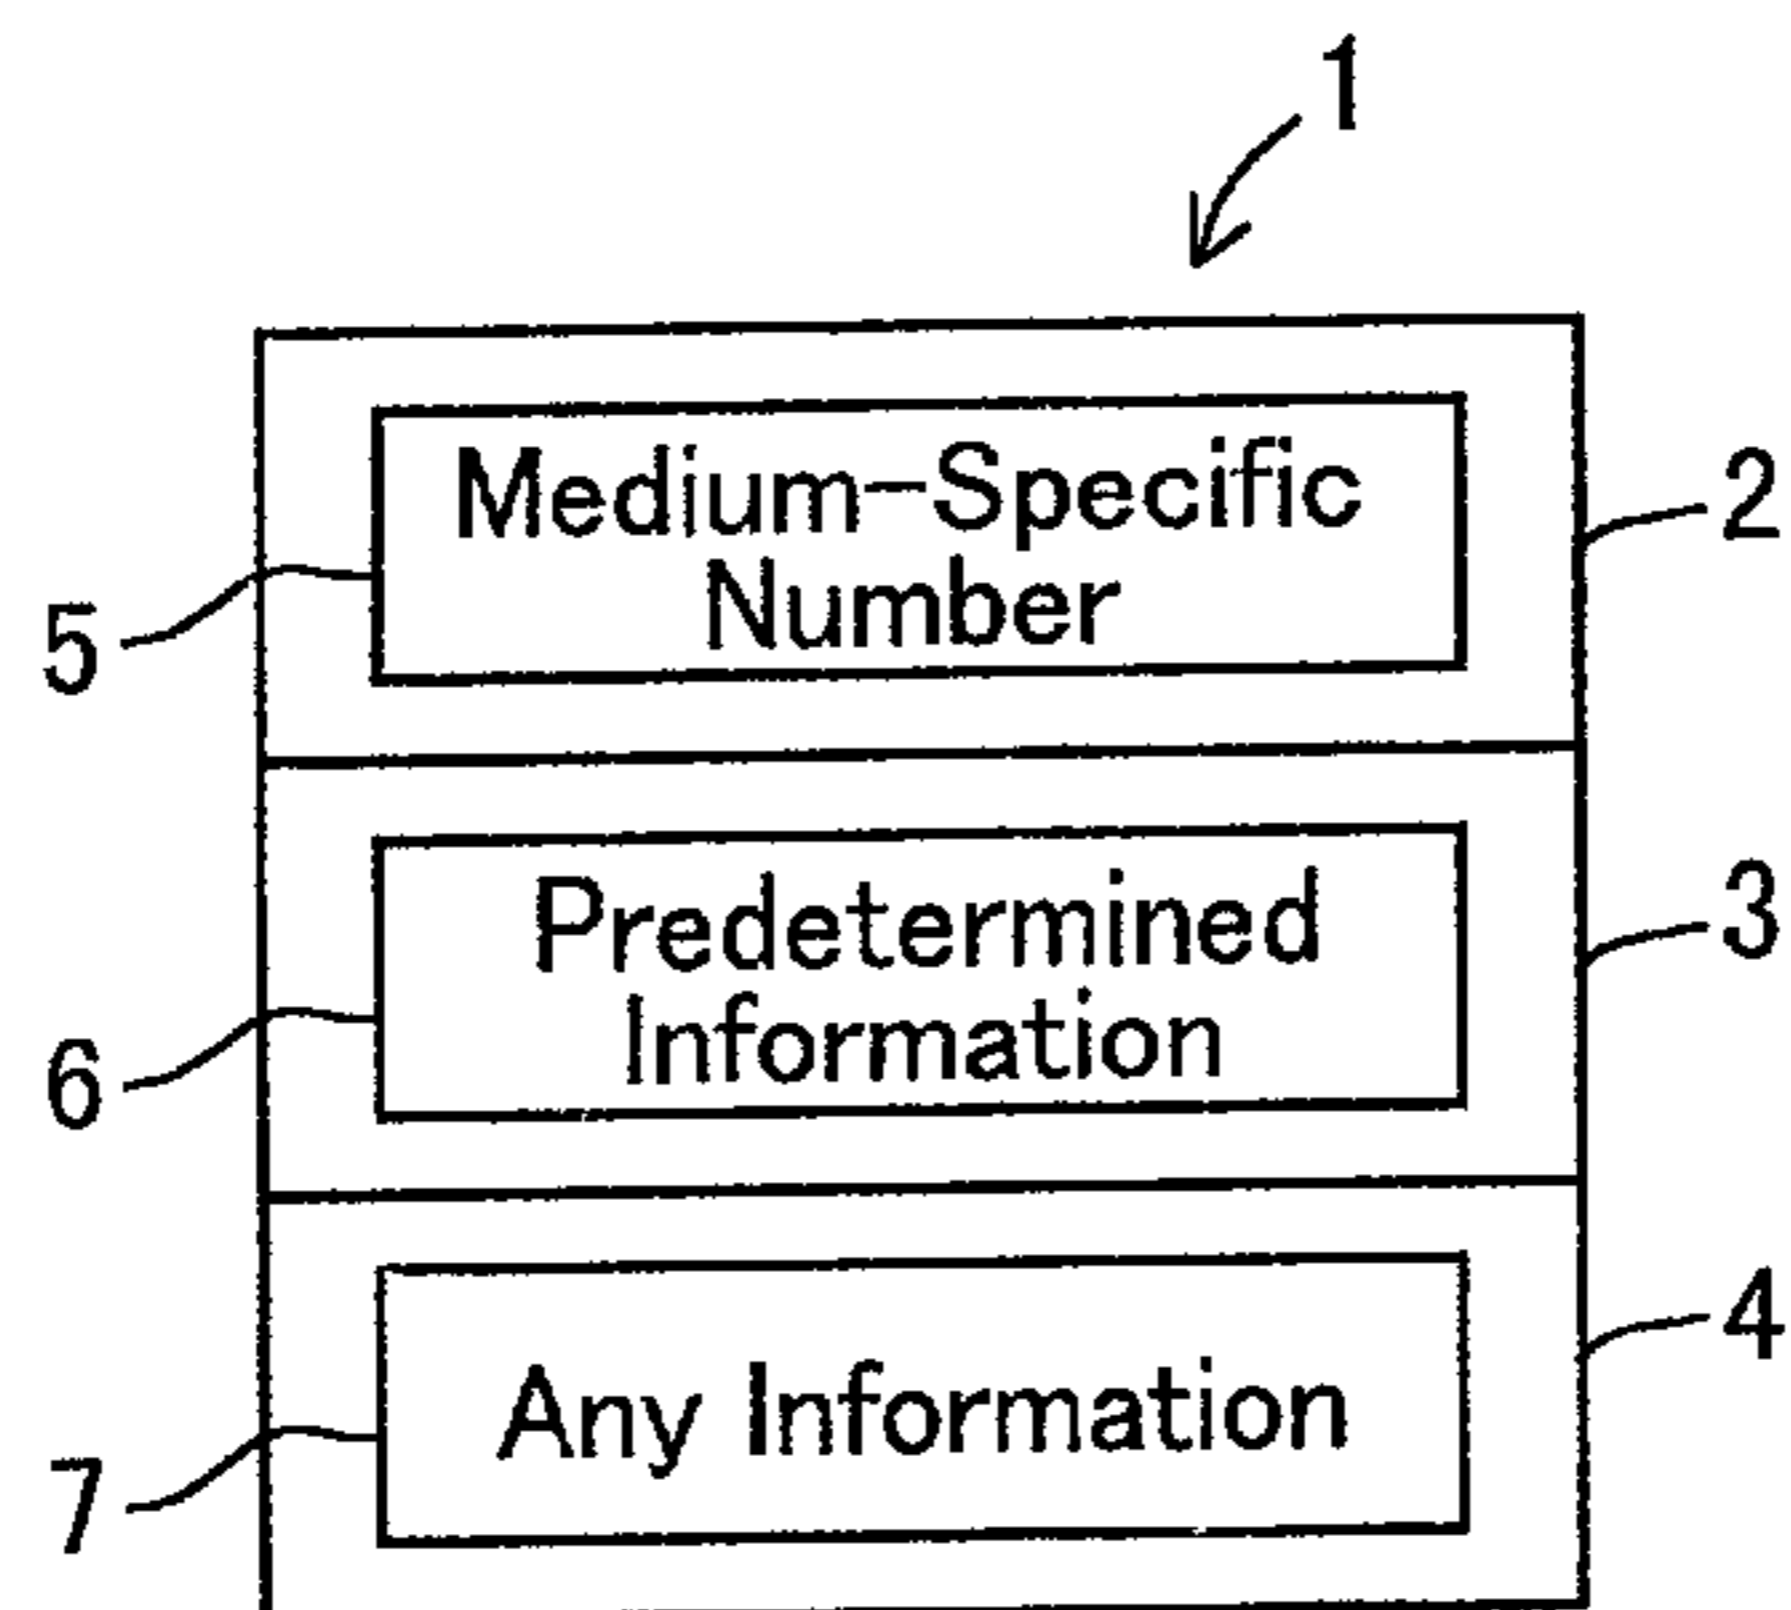 1
Medium-Specific
Number
2
5
Predetermined
Information
3
6
Any Information
4
7